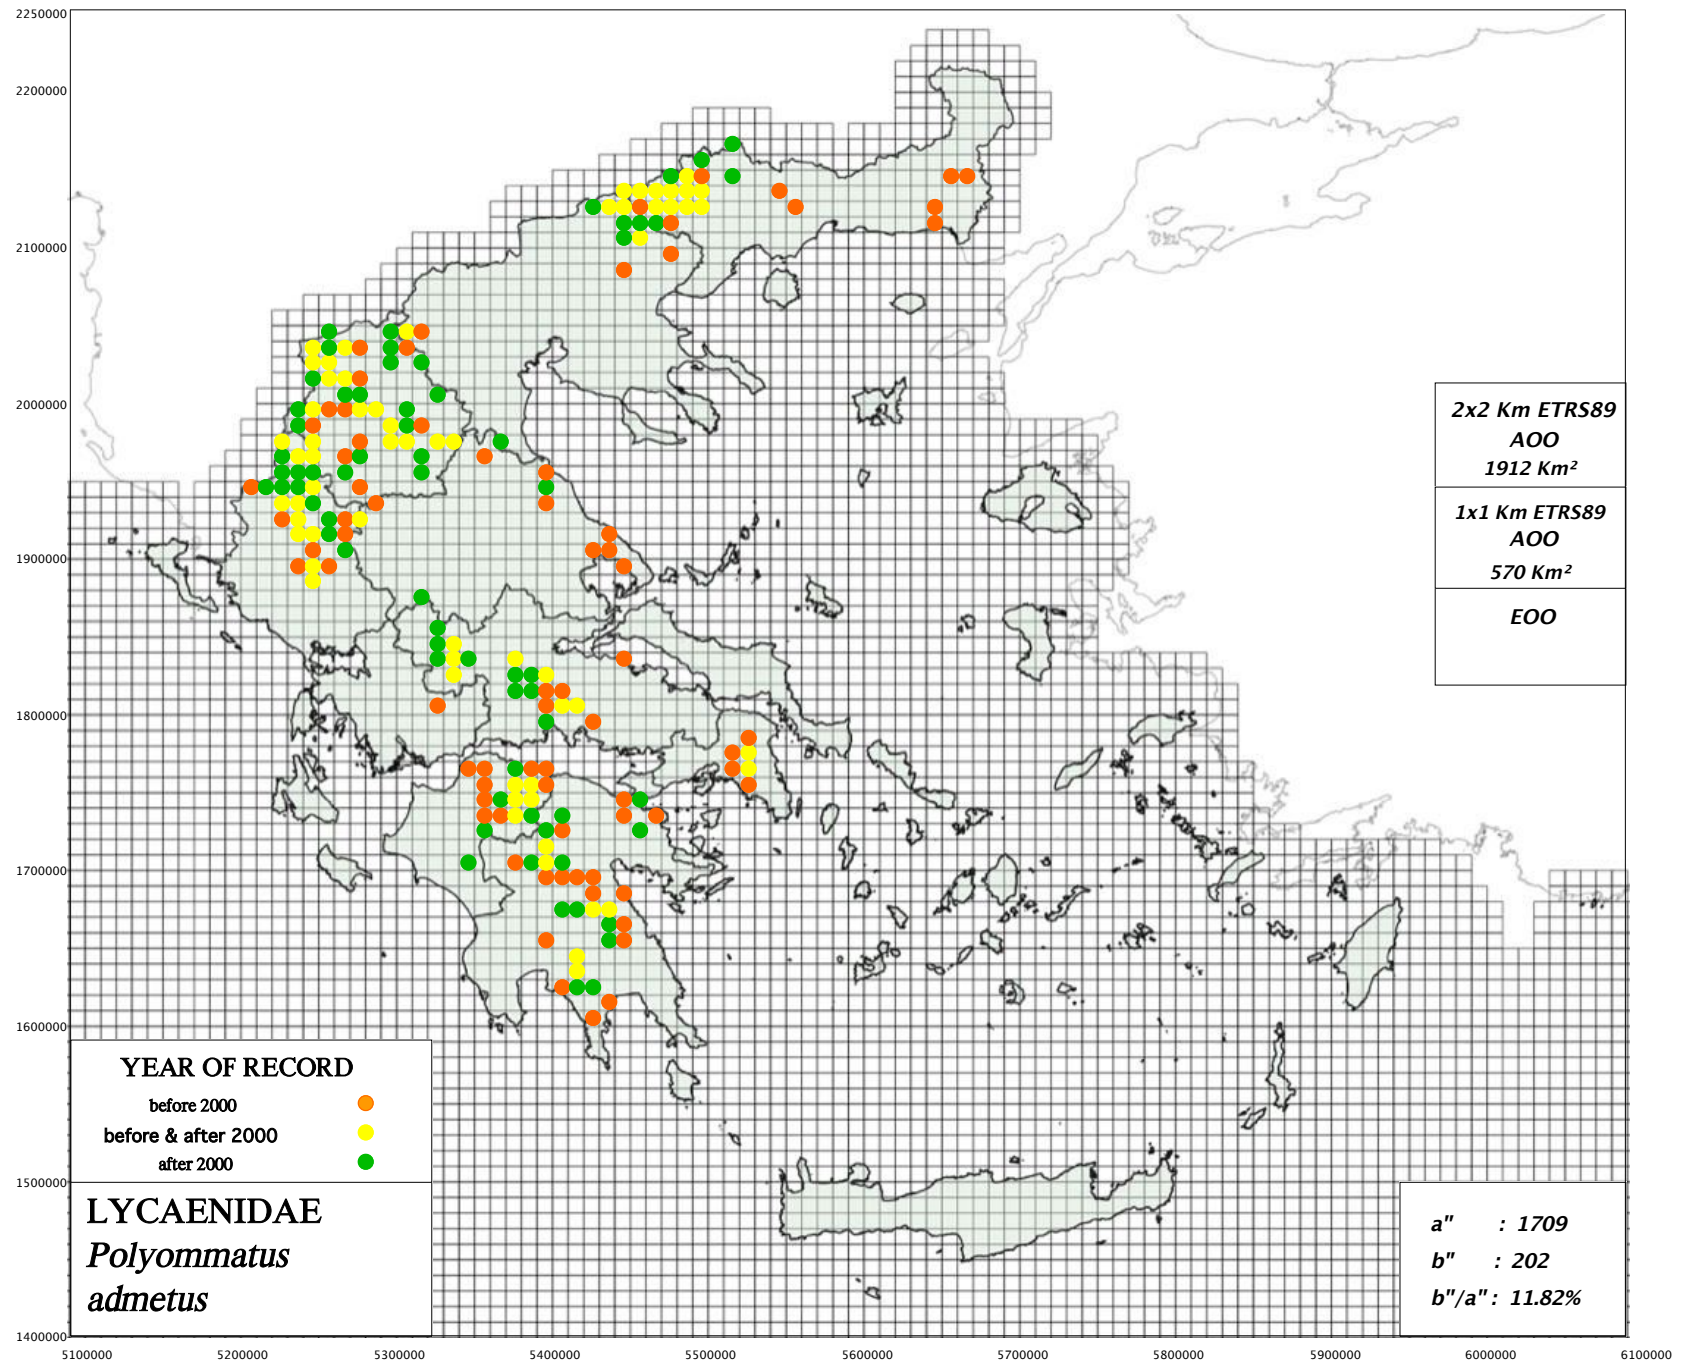 2250000
2200000
2100000
2000000
1900000
1800000
1700000
1600000
1500000
1400000
2x2 Km ETRS89
AOO
1912 Km²
1x1 Km ETRS89
AOO
570 Km²
EOO
YEAR OF RECORD
before 2000
before & after 2000
after 2000
LYCAENIDAE
Polyommatus
admetus
a" : 1709
b" : 202
b"/a" : 11.82%
5100000 5200000 5300000 5400000 5500000 5600000 5700000 5800000 5900000 6000000 6100000